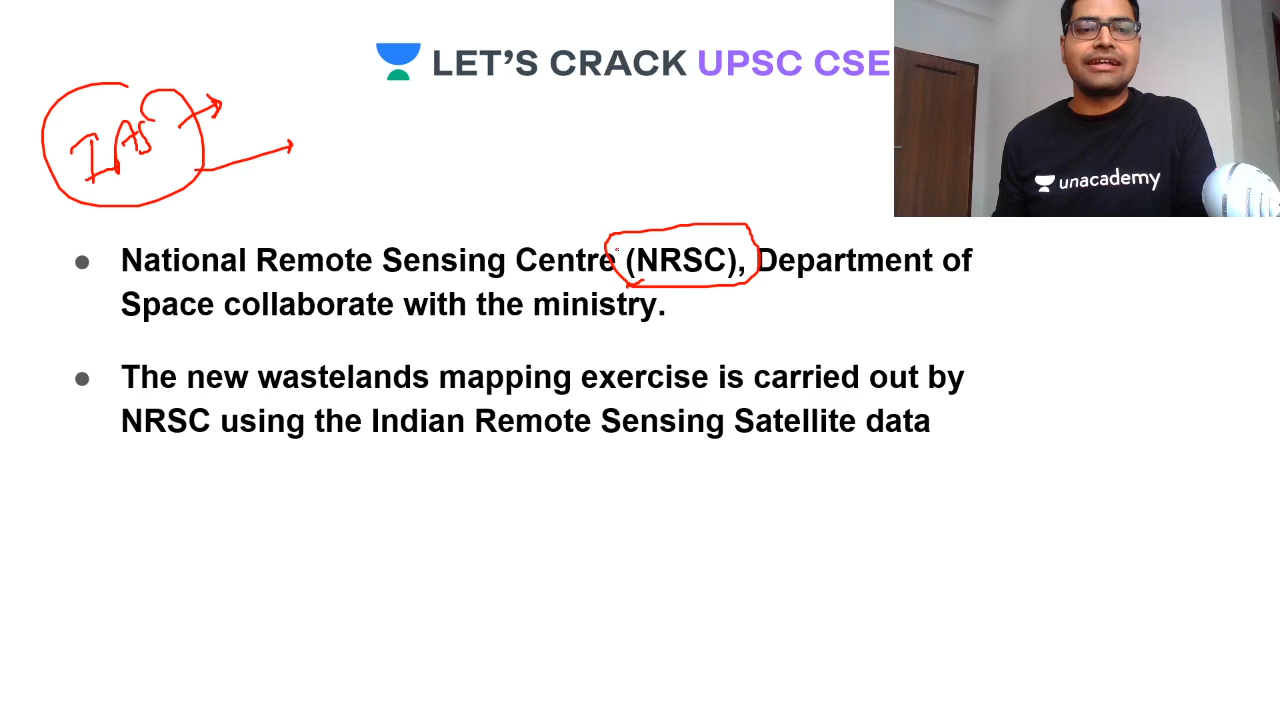 LET'S CRACK UPSC CSE
unacademy
IAS
National Remote Sensing Centre (NRSC), Department of
Space collaborate with the ministry.
The new wastelands mapping exercise is carried out by
NRSC using the Indian Remote Sensing Satellite data